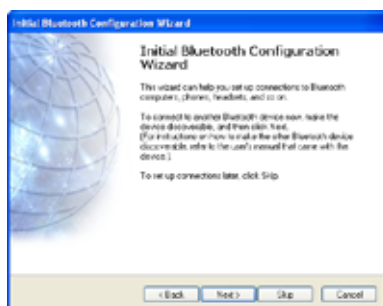 Initial Bluetooth Configuration Wizard
Initial Bluetooth Configuration
Wizard
This wizard can help you set up connections to Bluetooth
computers, phones, headsets, and so on.
To connect to another Bluetooth device now, make the
device discoverable, and then click Next.
(For instructions on how to make the other Bluetooth device
discoverable, refer to the user's manual that came with the
device.)
To set up connections later, click Skip.
< Back
Next >
Skip
Cancel